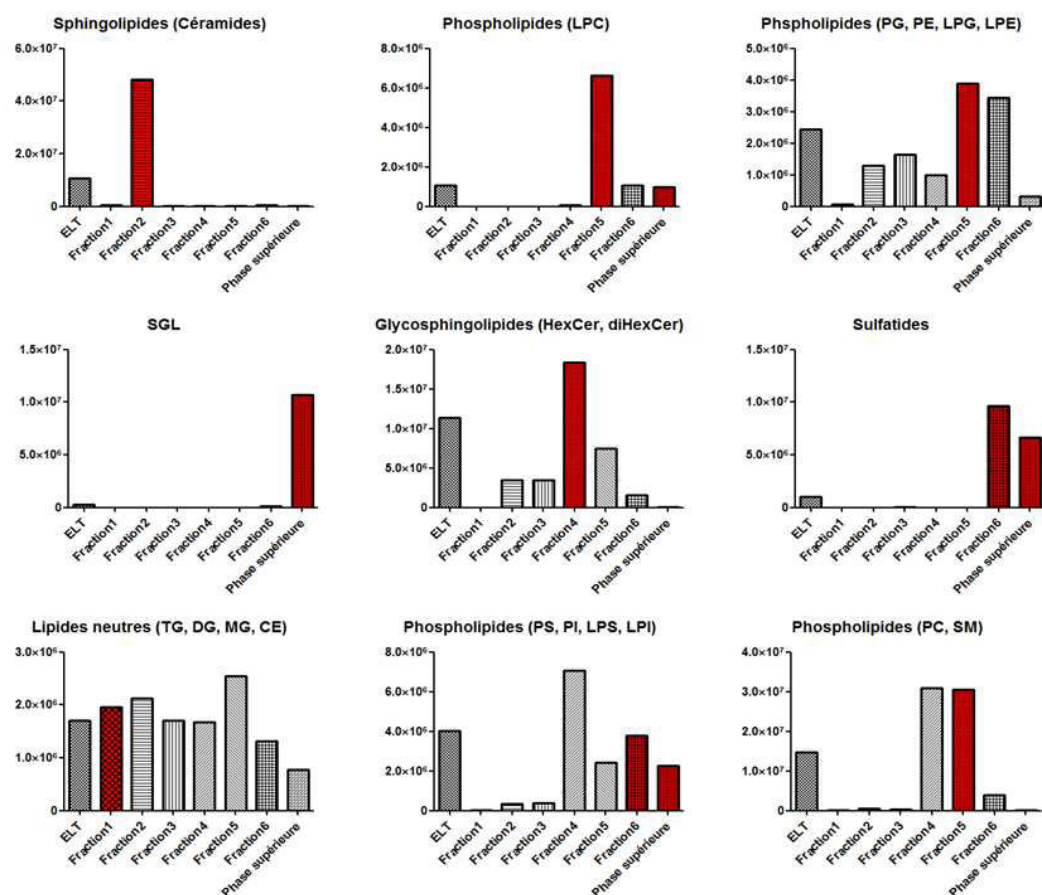 Sphingolipides (Céramides)
6.0×10⁷
4.0×10⁷
2.0×10⁷
0
ELT
Fraction1
Fraction2
Fraction3
Fraction4
Fraction5
Fraction6
Phase supérieure
Phospholipides (LPC)
8.0×10⁶
6.0×10⁶
4.0×10⁶
2.0×10⁶
0
ELT
Fraction1
Fraction2
Fraction3
Fraction4
Fraction5
Fraction6
Phase supérieure
Phspholipides (PG, PE, LPG, LPE)
5.0×10⁶
4.0×10⁶
3.0×10⁶
2.0×10⁶
1.0×10⁶
0
ELT
Fraction1
Fraction2
Fraction3
Fraction4
Fraction5
Fraction6
Phase supérieure
SGL
1.5×10⁷
1.0×10⁷
5.0×10⁶
0
ELT
Fraction1
Fraction2
Fraction3
Fraction4
Fraction5
Fraction6
Phase supérieure
Glycosphingolipides (HexCer, diHexCer)
2.0×10⁷
1.5×10⁷
1.0×10⁷
5.0×10⁶
0
ELT
Fraction1
Fraction2
Fraction3
Fraction4
Fraction5
Fraction6
Phase supérieure
Sulfatides
1.5×10⁷
1.0×10⁷
5.0×10⁶
0
ELT
Fraction1
Fraction2
Fraction3
Fraction4
Fraction5
Fraction6
Phase supérieure
Lipides neutres (TG, DG, MG, CE)
3.0×10⁶
2.0×10⁶
1.0×10⁶
0
ELT
Fraction1
Fraction2
Fraction3
Fraction4
Fraction5
Fraction6
Phase supérieure
Phospholipides (PS, PI, LPS, LPI)
8.0×10⁶
6.0×10⁶
4.0×10⁶
2.0×10⁶
0
ELT
Fraction1
Fraction2
Fraction3
Fraction4
Fraction5
Fraction6
Phase supérieure
Phospholipides (PC, SM)
4.0×10⁷
3.0×10⁷
2.0×10⁷
1.0×10⁷
0
ELT
Fraction1
Fraction2
Fraction3
Fraction4
Fraction5
Fraction6
Phase supérieure